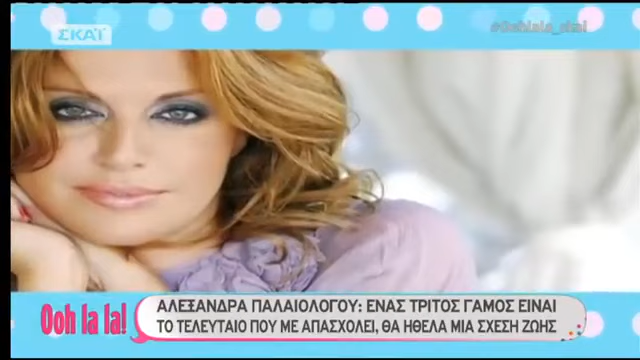 ΣΚΑΪ
#Oohlala_skai
Ooh la la!
ΑΛΕΞΑΝΔΡΑ ΠΑΛΑΙΟΛΟΓΟΥ: ΕΝΑΣ ΤΡΙΤΟΣ ΓΑΜΟΣ ΕΙΝΑΙ
ΤΟ ΤΕΛΕΥΤΑΙΟ ΠΟΥ ΜΕ ΑΠΑΣΧΟΛΕΙ, ΘΑ ΗΘΕΛΑ ΜΙΑ ΣΧΕΣΗ ΖΩΗΣ